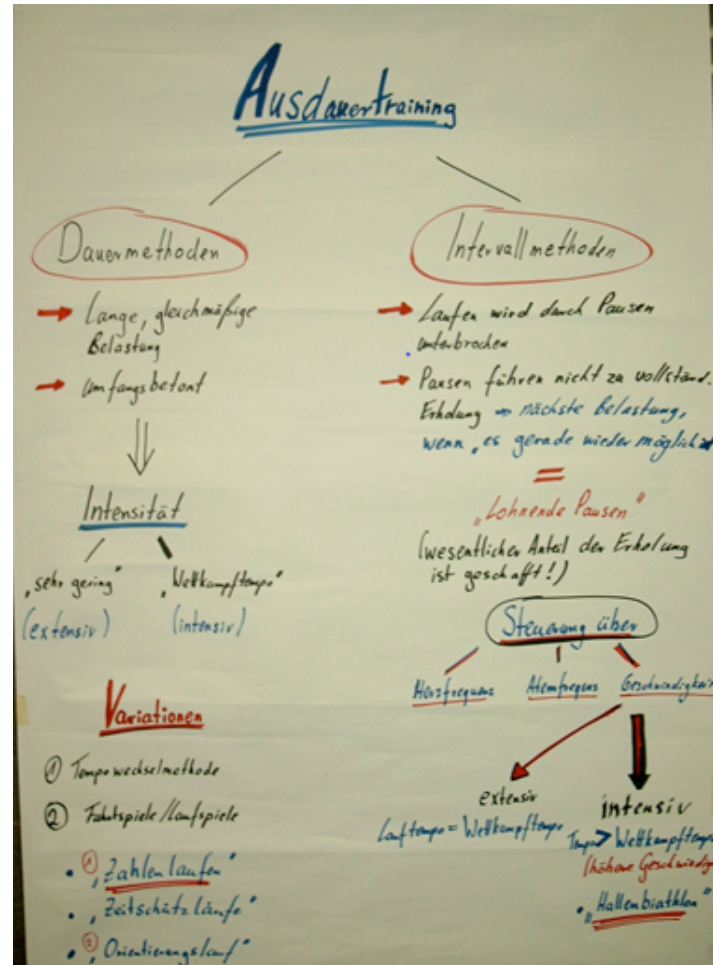 Ausdauertraining
Dauermethoden
→ Lange, gleichmäßige
Belastung
→ umfangsbetont
Intensität
„sehr gering"
(extensiv)
„Wettkampftempo"
(intensiv)
Variationen
① Tempowechselmethode
② Fahrtspiele/Laufspiele
• ① „Zahlenlaufen"
• „Zeitschätzläufe"
• ② „Orientierungslauf"
Intervallmethoden
→ Laufen wird durch Pausen
unterbrochen
→ Pausen führen nicht zu vollständ.
Erholung → nächste Belastung,
wenn „es gerade wieder möglich
=
„Lohnende Pausen"
(wesentlicher Anteil der Erholung
ist geschafft!)
Steuerung über
Herzfrequenz Atemfrequenz Geschwindigkeit
extensiv
Lauftempo = Wettkampftempo
intensiv
Tempo > Wettkampftempo
(höhere Geschwindig
• „Hallenbiathlon"